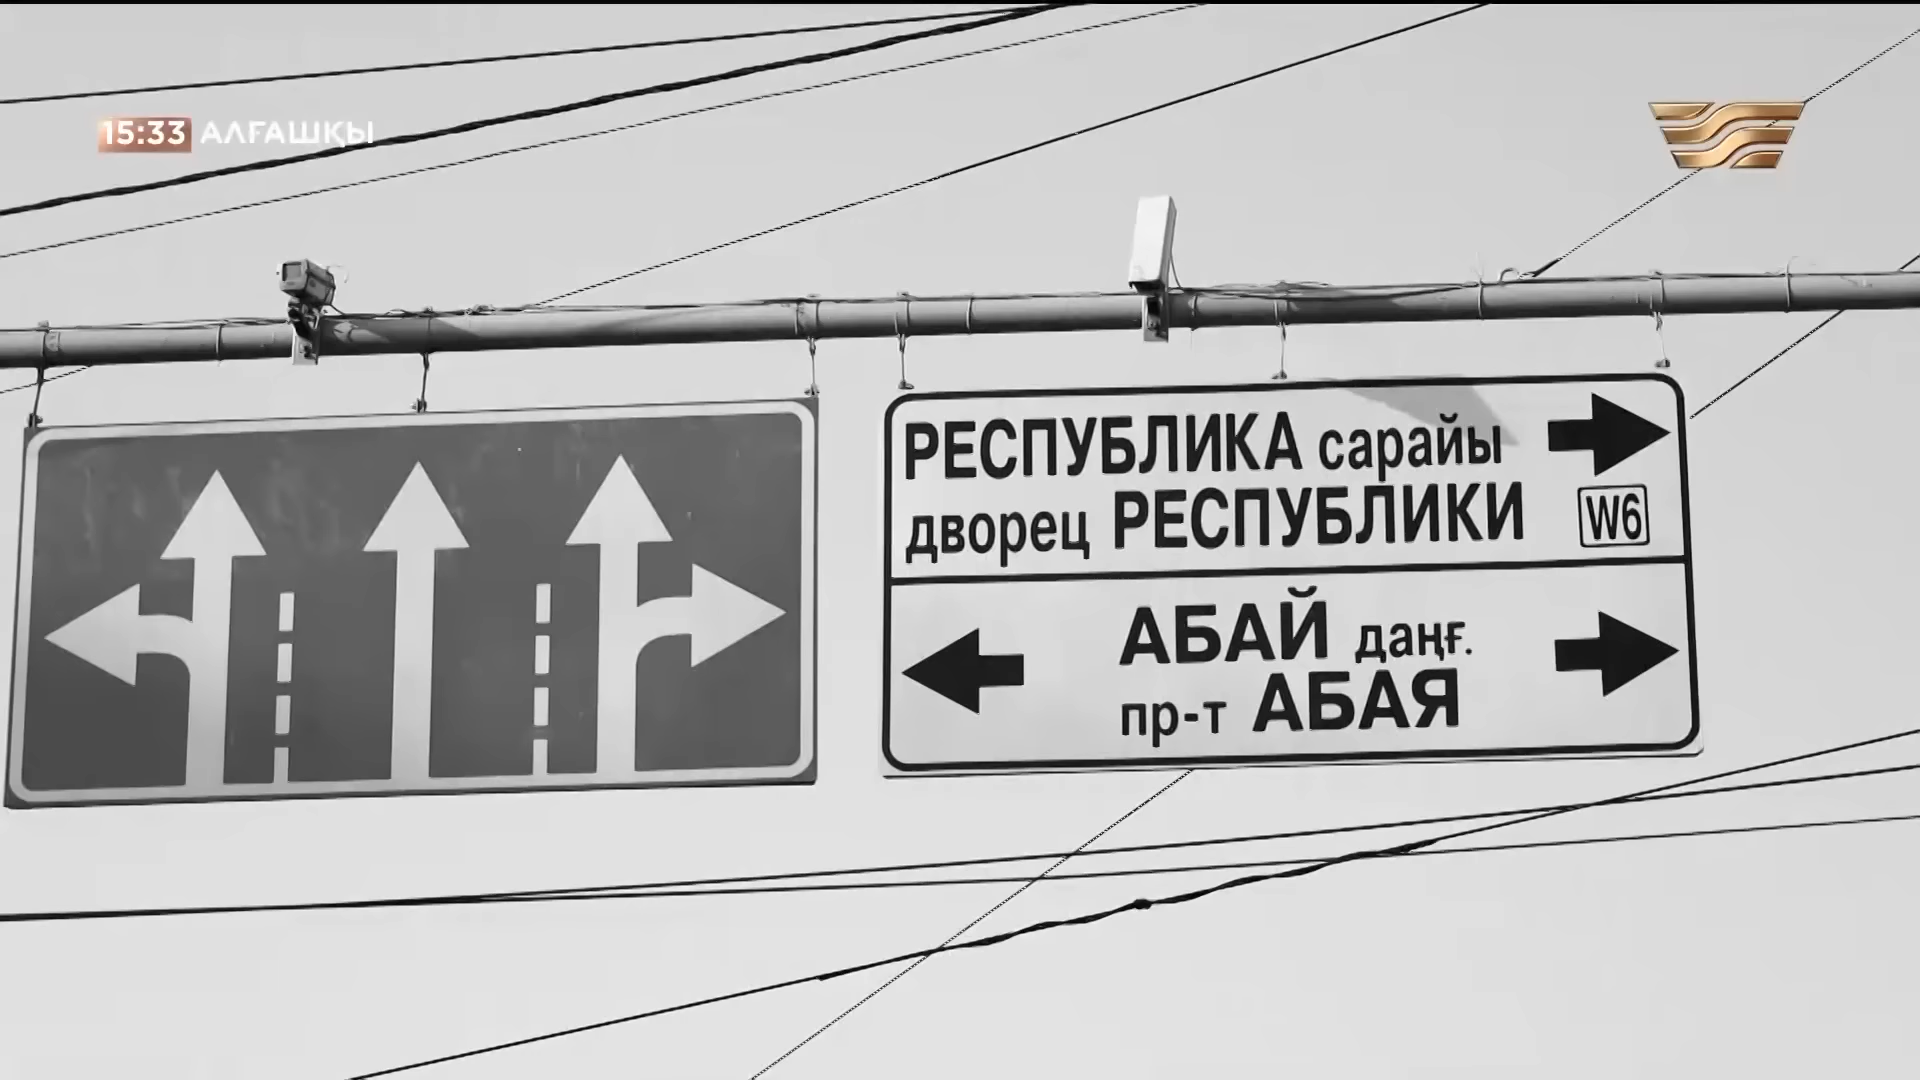 15:33 АЛҒАШҚЫ
РЕСПУБЛИКА сарайы
дворец РЕСПУБЛИКИ W6
АБАЙ даңғ.
пр-т АБАЯ